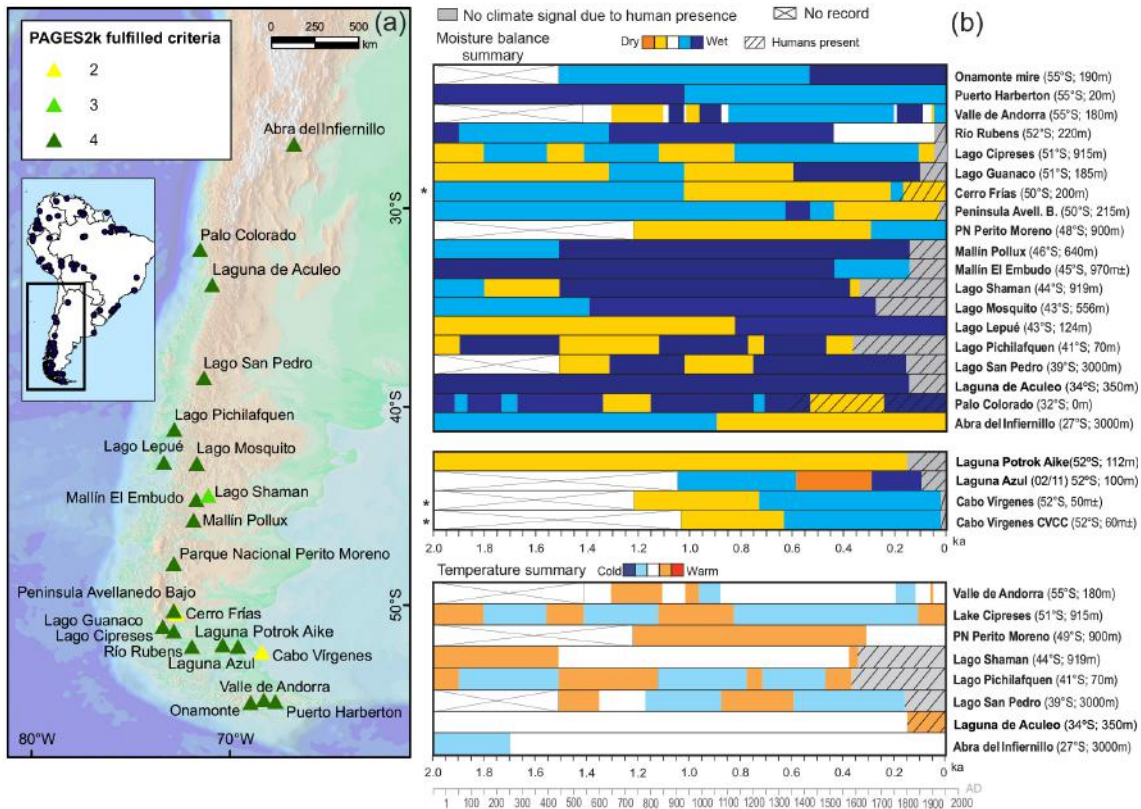 (a)
PAGES2k fulfilled criteria
2
3
4
0 250 500
km
Abra del Infiernillo
30°S
Palo Colorado
Laguna de Aculeo
Lago San Pedro
40°S
Lago Pichilafquen
Lago Lepué
Lago Mosquito
Mallín El Embudo
Lago Shaman
Mallín Pollux
Parque Nacional Perito Moreno
Peninsula Avellanedo Bajo
Cerro Frías
50°S
Lago Guanaco
Laguna Potrok Aike
Lago Cipreses
Río Rubens
Laguna Azul
Cabo Vírgenes
Valle de Andorra
Onamonte
Puerto Harberton
80°W
70°W
(b)
No climate signal due to human presence
No record
Moisture balance summary
Dry Wet
Humans present
Onamonte mire (55°S; 190m)
Puerto Harberton (55°S; 20m)
Valle de Andorra (55°S; 180m)
Río Rubens (52°S; 220m)
Lago Cipreses (51°S; 915m)
Lago Guanaco (51°S; 185m)
* Cerro Frías (50°S; 200m)
Peninsula Avell. B. (50°S; 215m)
PN Perito Moreno (48°S; 900m)
Mallín Pollux (46°S; 640m)
Mallín El Embudo (45°S; 970m±)
Lago Shaman (44°S; 919m)
Lago Mosquito (43°S; 556m)
Lago Lepué (43°S; 124m)
Lago Pichilafquen (41°S; 70m)
Lago San Pedro (39°S; 3000m)
Laguna de Aculeo (34°S; 350m)
Palo Colorado (32°S; 0m)
Abra del Infiernillo (27°S; 3000m)
Laguna Potrok Aike(52°S; 112m)
Laguna Azul (02/11) 52°S; 100m)
* Cabo Virgenes (52°S, 50m±)
* Cabo Virgenes CVCC (52°S; 60m±)
2.0 1.8 1.6 1.4 1.2 1.0 0.8 0.6 0.4 0.2 0
ka
Temperature summary
Cold Warm
Valle de Andorra (55°S; 180m)
Lake Cipreses (51°S; 915m)
PN Perito Moreno (49°S; 900m)
Lago Shaman (44°S; 919m)
Lago Pichilafquen (41°S; 70m)
Lago San Pedro (39°S; 3000m)
Laguna de Aculeo (34°S; 350m)
Abra del Infiernillo (27°S; 3000m)
2.0 1.8 1.6 1.4 1.2 1.0 0.8 0.6 0.4 0.2 0 ka
AD
1 100 200 300 400 500 600 700 800 900 1000 1100 1200 1300 1400 1500 1600 1700 1800 1900 2000